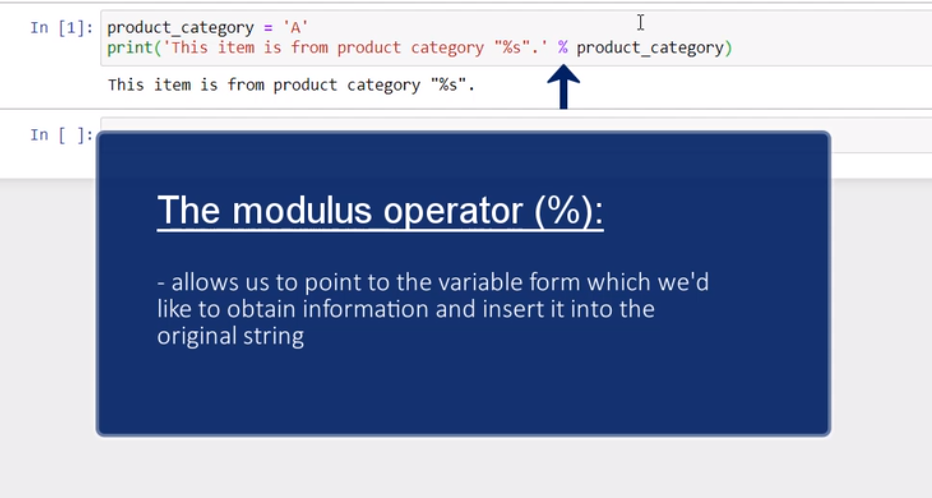 In [1]: product_category = 'A'
print('This item is from product category "%s".' % product_category)
This item is from product category "%s".
In [ ]:
The modulus operator (%):
- allows us to point to the variable form which we'd
like to obtain information and insert it into the
original string